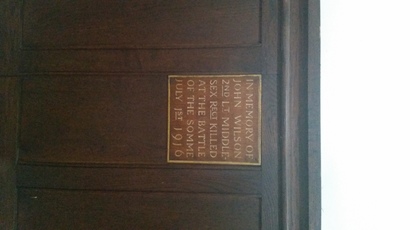 IN MEMORY OF
JOHN WILSON
2ND LT. MIDDLE-
SEX REGT KILLED
AT THE BATTLE
OF THE SOMME
JULY 1ST 1916